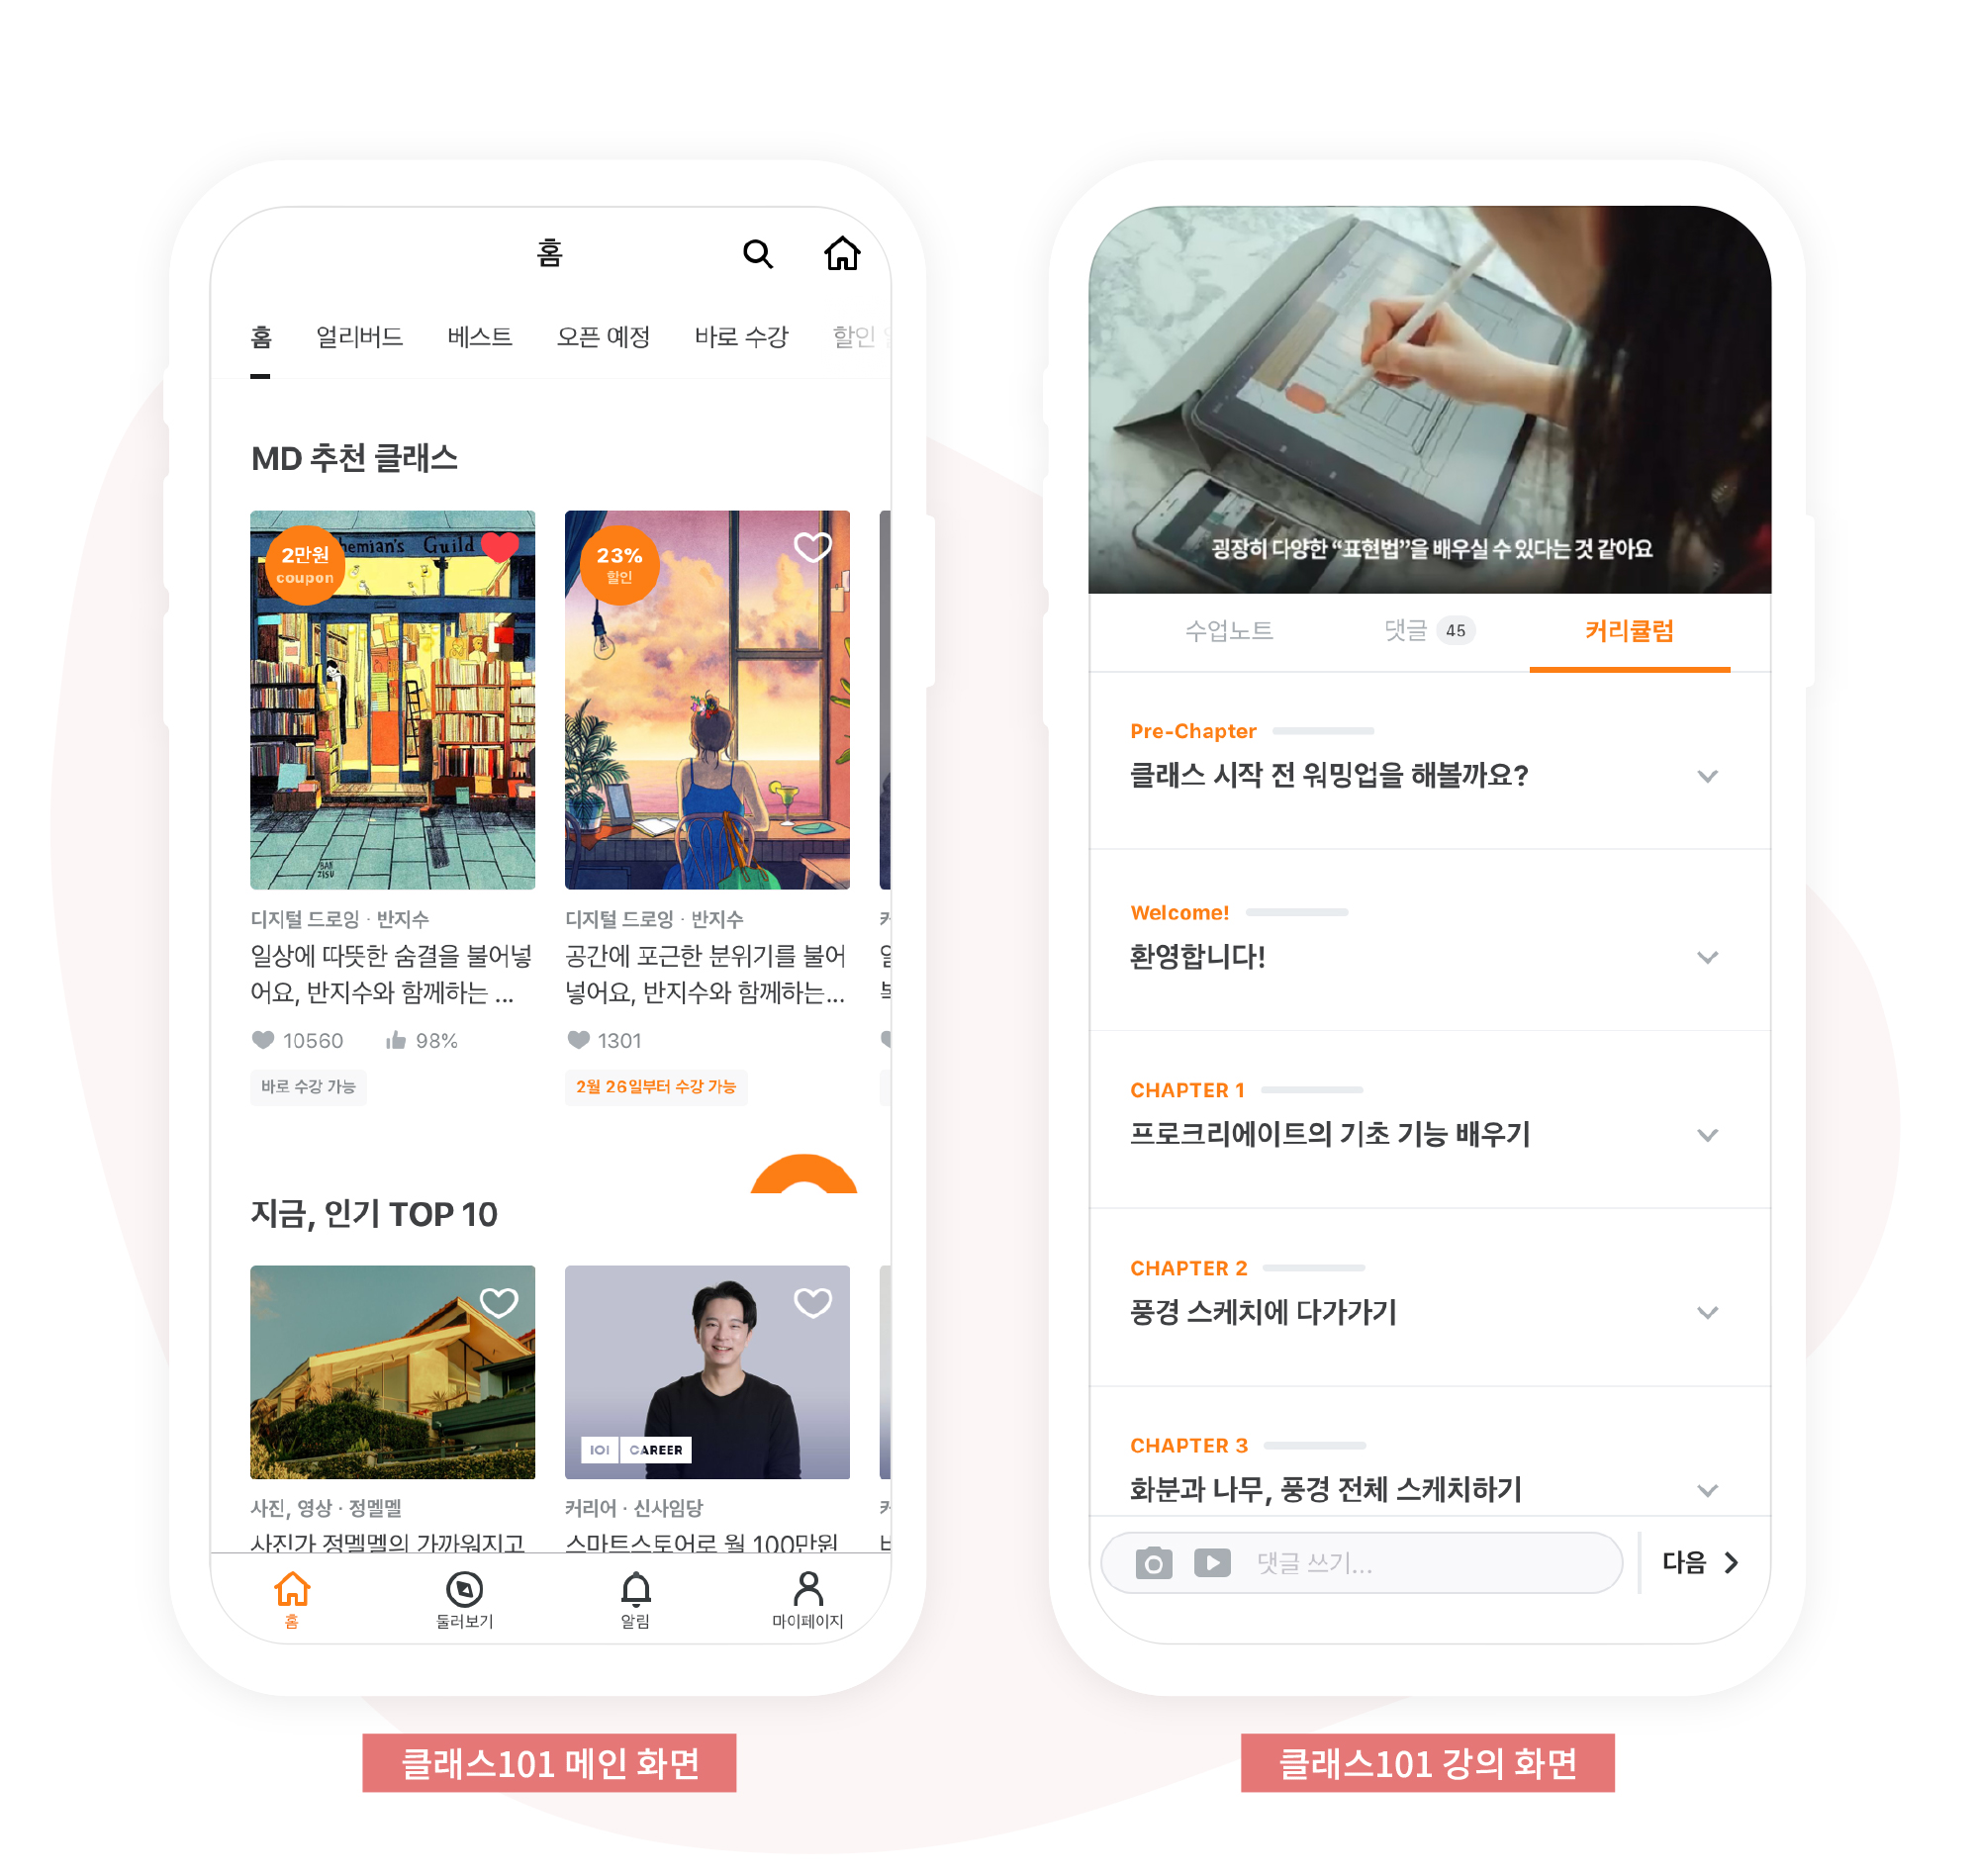 홈
홈 얼리버드 베스트 오픈 예정 바로 수강 할인
MD 추천 클래스
2만원
coupon
hemian's Guild
BAN
JISU
23%
할인
디지털 드로잉 · 반지수
일상에 따뜻한 숨결을 불어넣
어요, 반지수와 함께하는 ...
10560 98%
바로 수강 가능
디지털 드로잉 · 반지수
공간에 포근한 분위기를 불어
넣어요, 반지수와 함께하는...
1301
2월 26일부터 수강 가능
지금, 인기 TOP 10
사진, 영상 · 정멜멜
사진가 정멜멜의 가까워지고
101 CAREER
커리어 · 신사임당
스마트스토어로 월 100만원
홈 둘러보기 알림 마이페이지
클래스101 메인 화면
굉장히 다양한 “표현법”을 배우실 수 있다는 것 같아요
수업노트 댓글 45 커리큘럼
Pre-Chapter
클래스 시작 전 워밍업을 해볼까요?
Welcome!
환영합니다!
CHAPTER 1
프로크리에이트의 기초 기능 배우기
CHAPTER 2
풍경 스케치에 다가가기
CHAPTER 3
화분과 나무, 풍경 전체 스케치하기
댓글 쓰기... 다음
클래스101 강의 화면